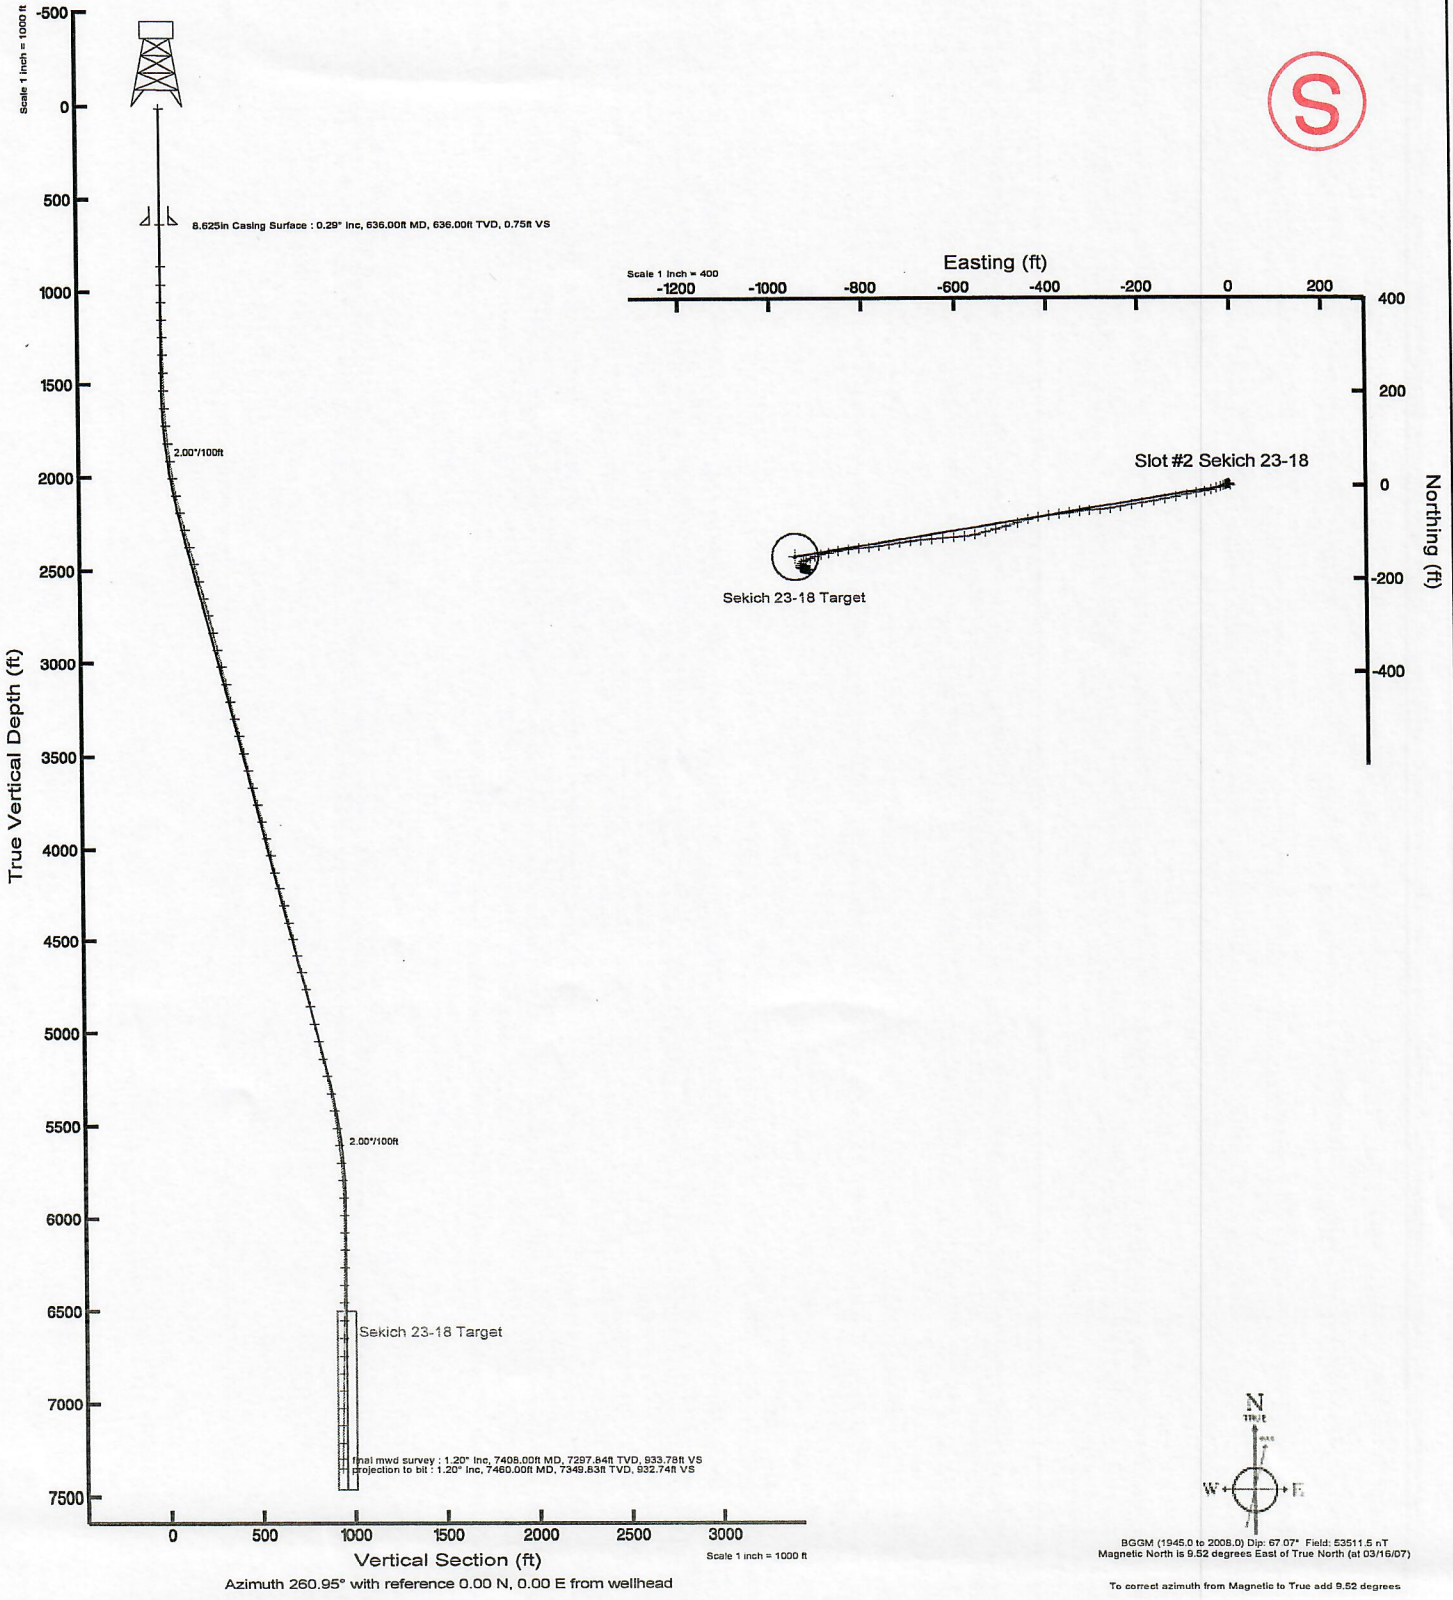 Scale 1 inch = 1000 ft
-500
0
500
1000
1500
2000
2500
3000
3500
4000
4500
5000
5500
6000
6500
7000
7500
True Vertical Depth (ft)
8.625in Casing Surface : 0.29° Inc, 636.00ft MD, 636.00ft TVD, 0.75ft VS
2.00°/100ft
2.00°/100ft
Sekich 23-18 Target
final mwd survey : 1.20° Inc, 7408.00ft MD, 7297.84ft TVD, 933.78ft VS
projection to bit : 1.20° Inc, 7460.00ft MD, 7349.83ft TVD, 932.74ft VS
0 500 1000 1500 2000 2500 3000
Vertical Section (ft)
Scale 1 inch = 1000 ft
Azimuth 260.95° with reference 0.00 N, 0.00 E from wellhead
S
Easting (ft)
Scale 1 inch = 400
-1200 -1000 -800 -600 -400 -200 0 200
400
200
0
-200
-400
Northing (ft)
Slot #2 Sekich 23-18
Sekich 23-18 Target
N
TRUE
W E
BGGM (1945.0 to 2008.0) Dip: 67.07° Field: 53511.5 nT
Magnetic North is 9.52 degrees East of True North (at 03/16/07)
To correct azimuth from Magnetic to True add 9.52 degrees